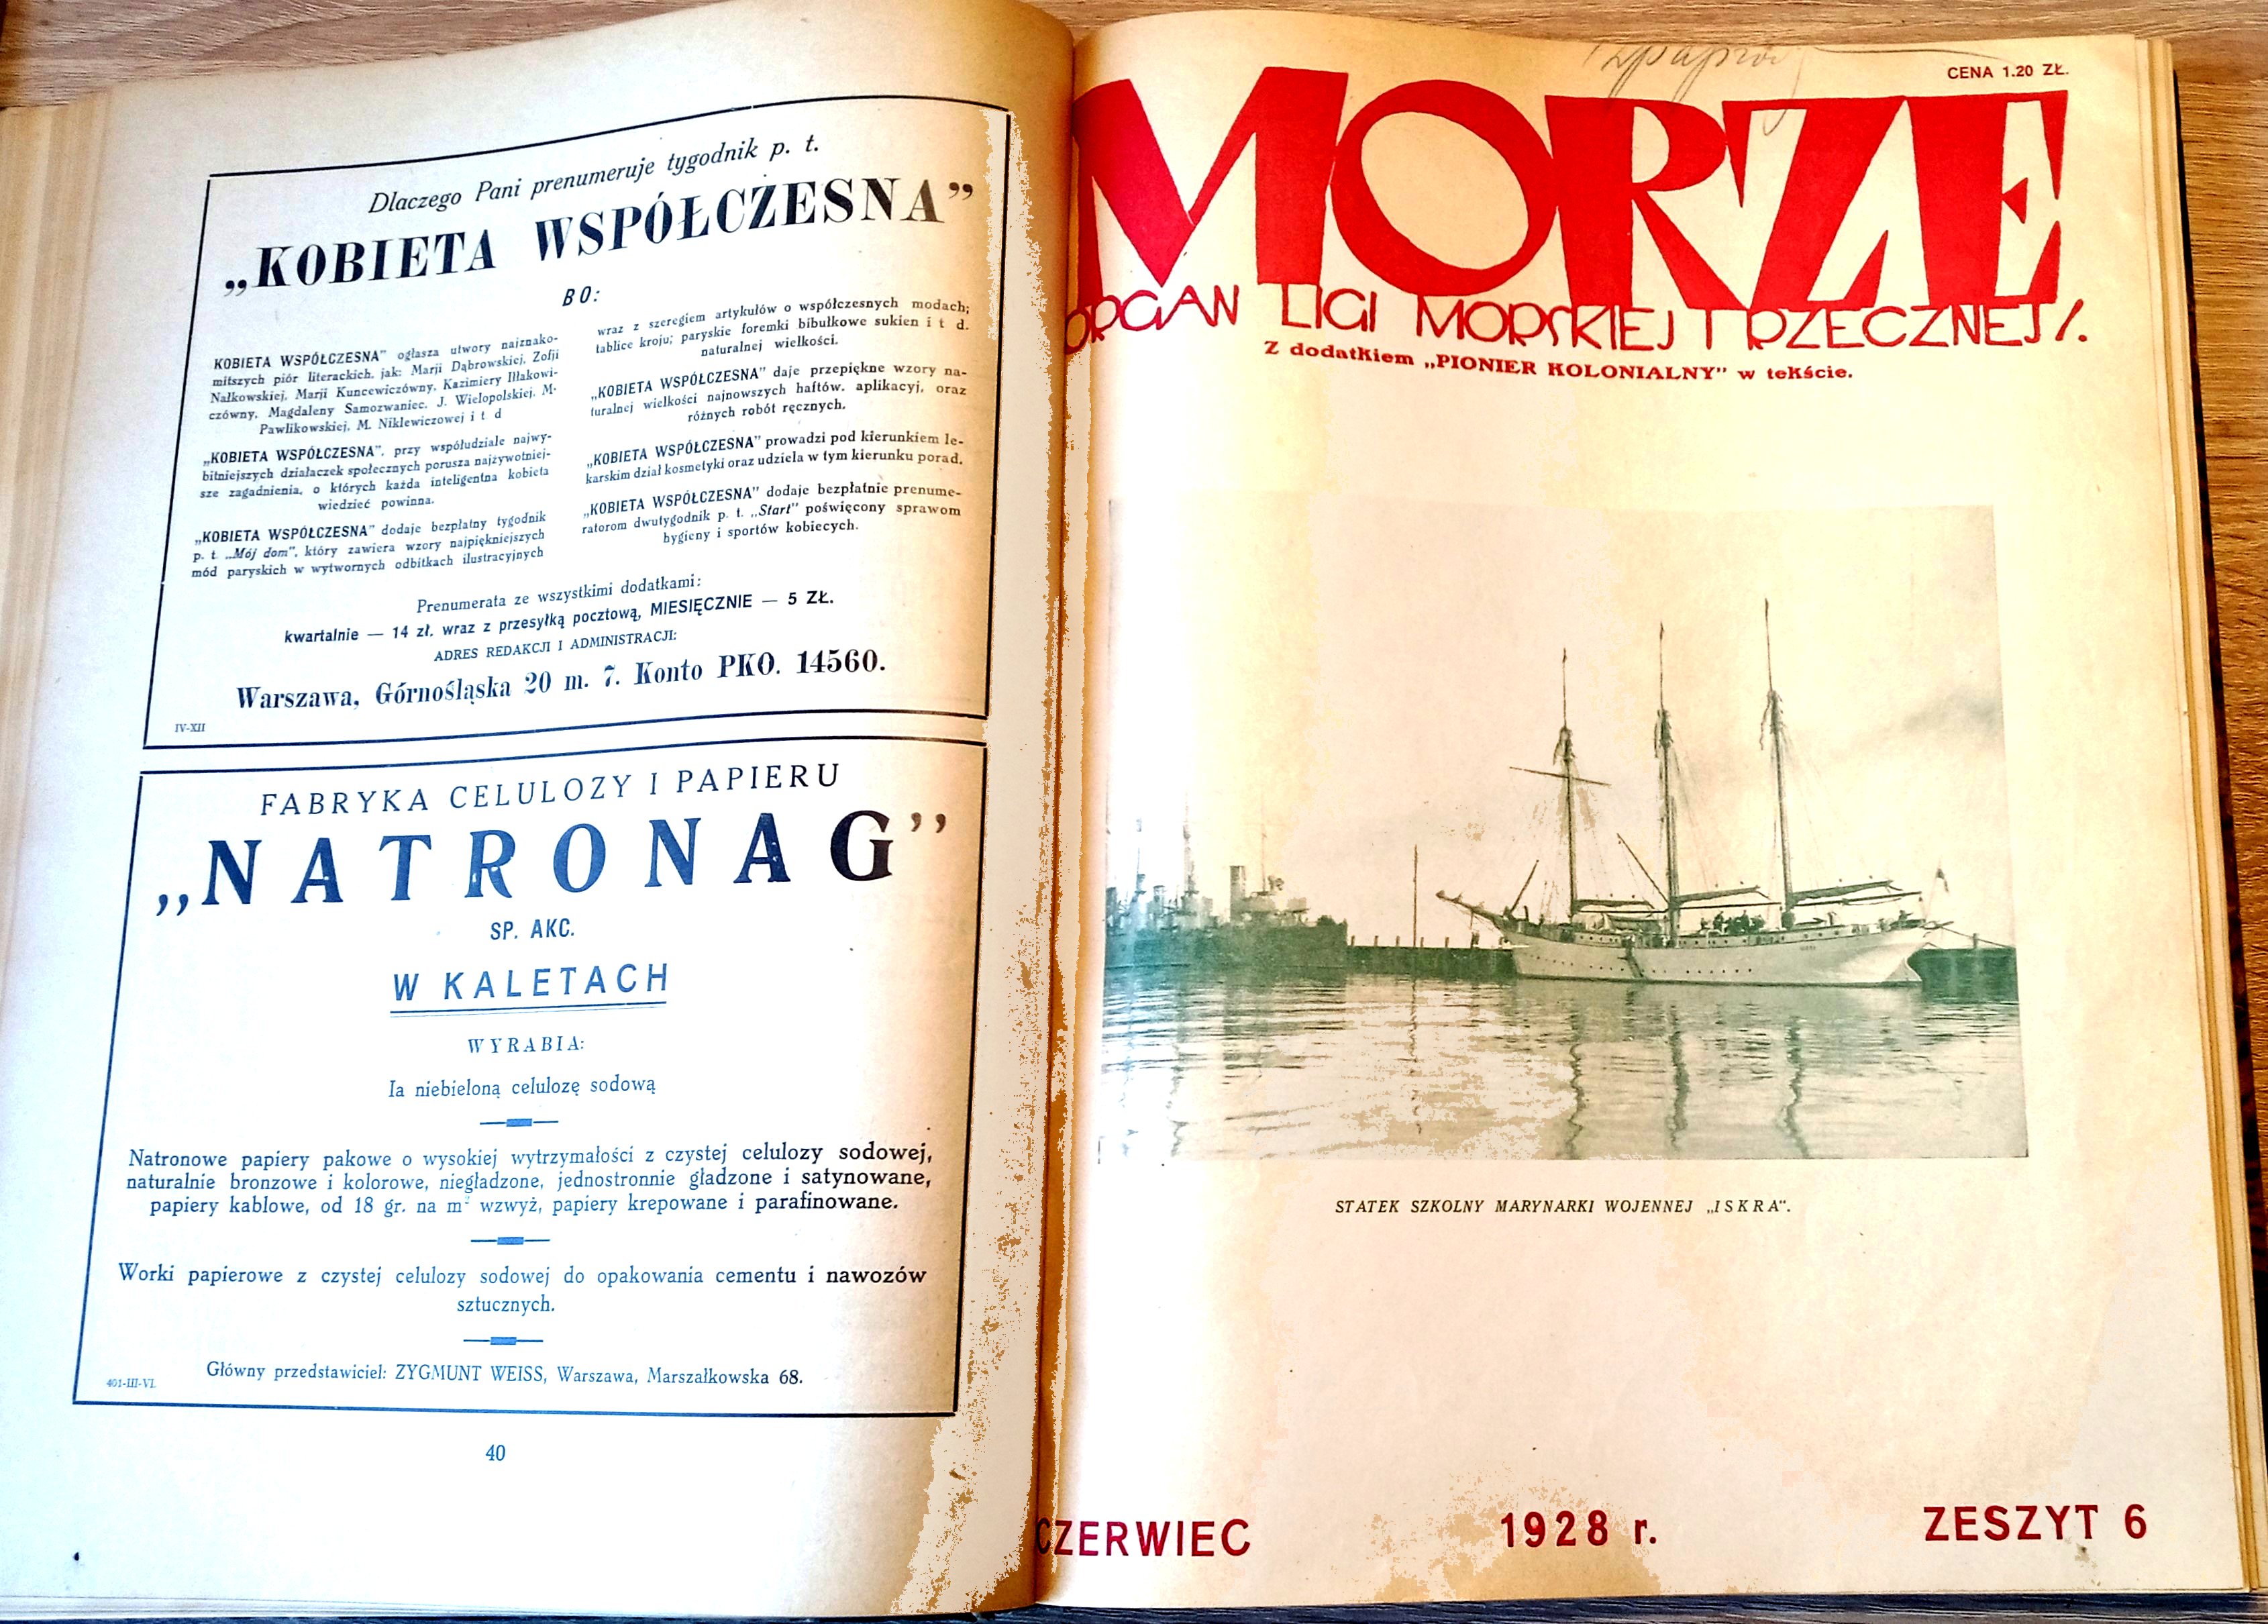 Dlaczego Pani prenumeruje tygodnik p. t.
„KOBIETA WSPÓŁCZESNA”
BO:
KOBIETA WSPÓŁCZESNA” ogłasza utwory najznako-
mitszych piór literackich, jak: Marji Dąbrowskiej, Zofji
Nałkowskiej, Marji Kuncewiczówny, Kazimiery Iłłakowi-
czówny, Magdaleny Samozwaniec, J. Wielopolskiej, M.
Pawlikowskiej, M. Niklewiczowej i t d
„KOBIETA WSPÓŁCZESNA”, przy współudziale najwy-
bitniejszych działaczek społecznych porusza najżywotniej-
sze zagadnienia, o których każda inteligentna kobieta
wiedzieć powinna.
„KOBIETA WSPÓŁCZESNA” dodaje bezpłatny tygodnik
p. t. „Mój dom”, który zawiera wzory najpiękniejszych
mód paryskich w wytwornych odbitkach ilustracyjnych
wraz z szeregiem artykułów o współczesnych modach;
tablice kroju; paryskie foremki bibułkowe sukien i t d.
naturalnej wielkości.
„KOBIETA WSPÓŁCZESNA” daje przepiękne wzory na-
turalnej wielkości najnowszych haftów, aplikacyj, oraz
różnych robót ręcznych.
„KOBIETA WSPÓŁCZESNA” prowadzi pod kierunkiem le-
karskim dział kosmetyki oraz udziela w tym kierunku porad.
„KOBIETA WSPÓŁCZESNA” dodaje bezpłatnie prenume-
ratorom dwutygodnik p. t. „Start” poświęcony sprawom
hygieny i sportów kobiecych.
Prenumerata ze wszystkimi dodatkami:
kwartalnie — 14 zł. wraz z przesyłką pocztową, MIESIĘCZNIE — 5 ZŁ.
ADRES REDAKCJI I ADMINISTRACJI:
Warszawa, Górnośląska 20 m. 7. Konto PKO. 14560.
IV-XII
FABRYKA CELULOZY I PAPIERU
„NATRONAG”
SP. AKC.
W KALETACH
WYRABIA:
Ia niebieloną celulozę sodową
Natronowe papiery pakowe o wysokiej wytrzymałości z czystej celulozy sodowej,
naturalnie bronzowe i kolorowe, niegładzone, jednostronnie gładzone i satynowane,
papiery kablowe, od 18 gr. na m² wzwyż, papiery krepowane i parafinowane.
Worki papierowe z czystej celulozy sodowej do opakowania cementu i nawozów
sztucznych.
Główny przedstawiciel: ZYGMUNT WEISS, Warszawa, Marszałkowska 68.
401-III-VI.
40
CENA 1.20 ZŁ.
MORZE
ORGAN LIGI MORSKIEJ I RZECZNEJ
Z dodatkiem „PIONIER KOLONIALNY” w tekście.
STATEK SZKOLNY MARYNARKI WOJENNEJ „ISKRA“.
CZERWIEC 1928 r. ZESZYT 6